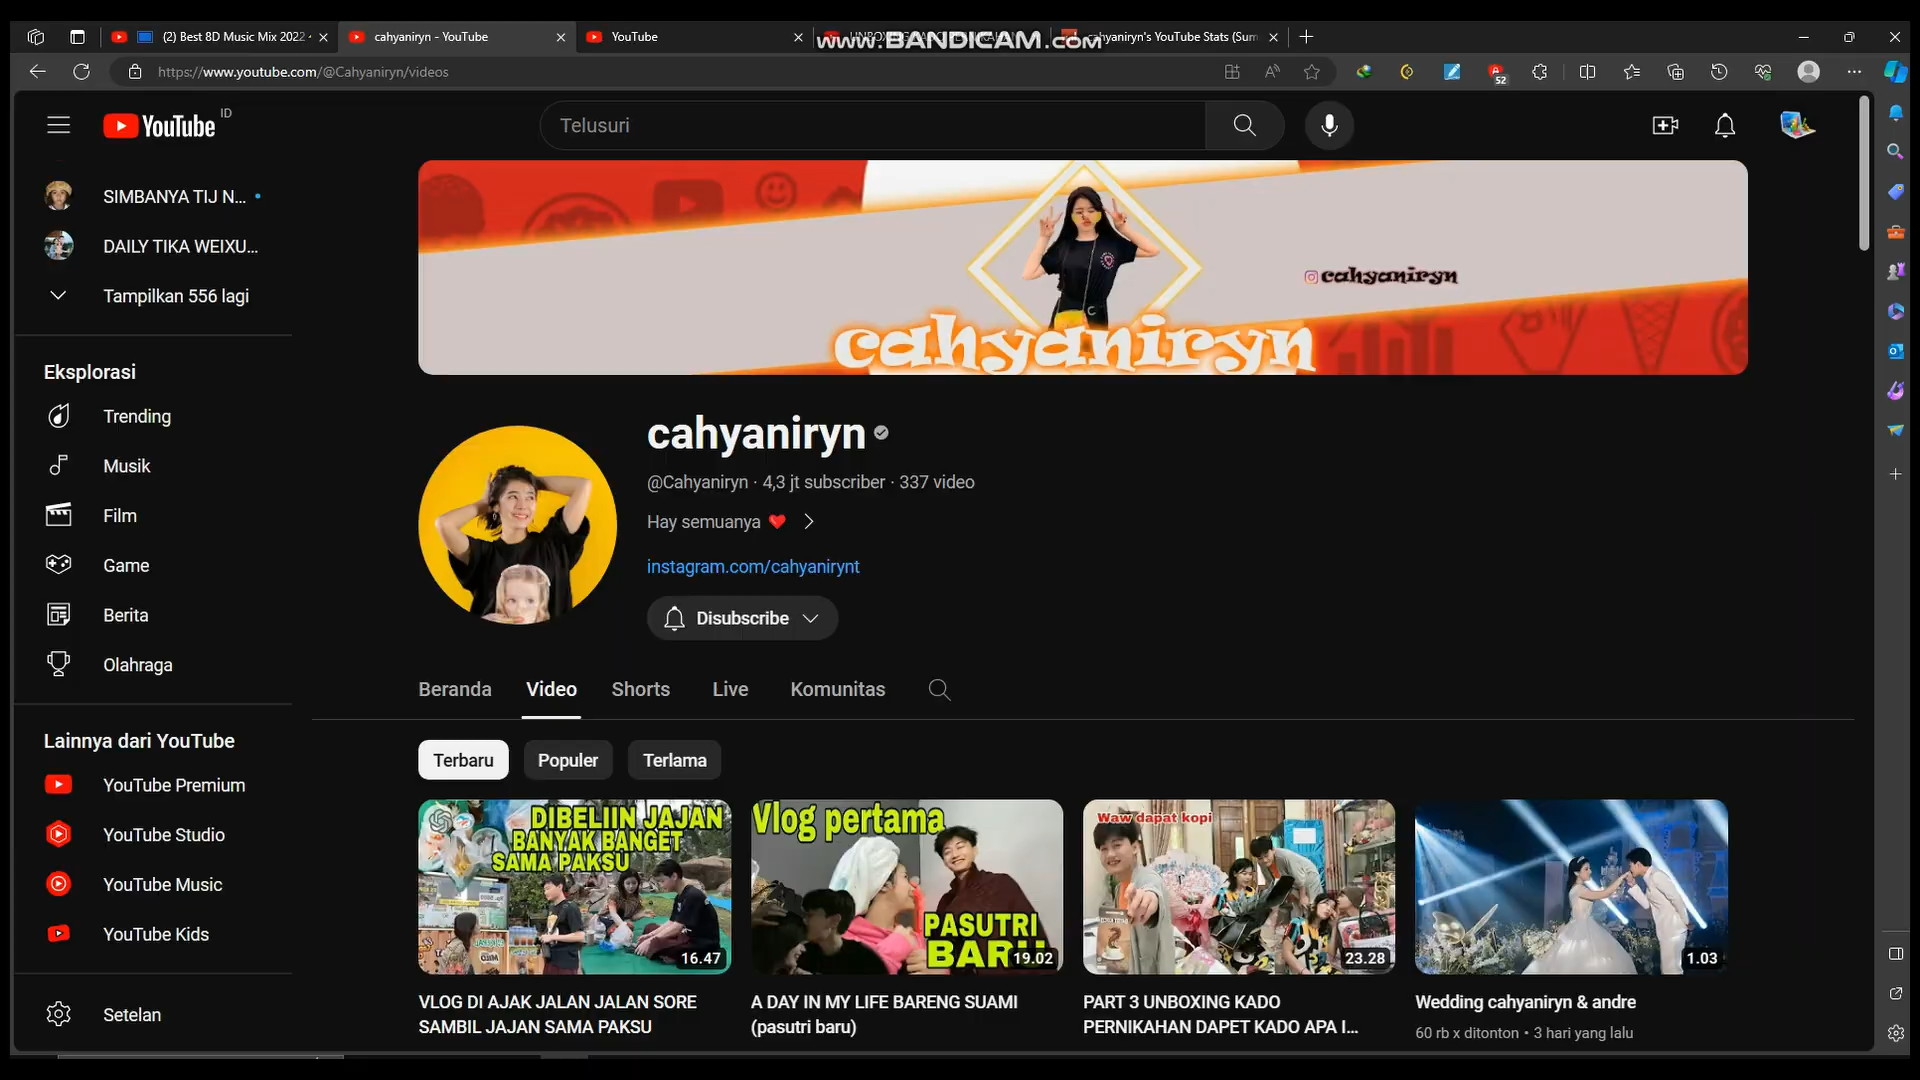 (2) Best 8D Music Mix 2022
cahyaniryn - YouTube
YouTube
www.BANDICAM.com
cahyaniryn's YouTube Stats (Sum
https://www.youtube.com/@Cahyaniryn/videos
52
YouTube ID
Telusuri
SIMBANYA TIJ N...
DAILY TIKA WEIXU...
Tampilkan 556 lagi
Eksplorasi
Trending
Musik
Film
Game
Berita
Olahraga
Lainnya dari YouTube
YouTube Premium
YouTube Studio
YouTube Music
YouTube Kids
Setelan
cahyaniryn
cahyaniryn
cahyaniryn
@Cahyaniryn · 4,3 jt subscriber · 337 video
Hay semuanya ❤️
instagram.com/cahyanirynt
Disubscribe
Beranda
Video
Shorts
Live
Komunitas
Terbaru
Populer
Terlama
DIBELIIN JAJAN
BANYAK BANGET
SAMA PAKSU
16.47
VLOG DI AJAK JALAN JALAN SORE
SAMBIL JAJAN SAMA PAKSU
Vlog pertama
PASUTRI
BARU
19.02
A DAY IN MY LIFE BARENG SUAMI
(pasutri baru)
Waw dapat kopi
23.28
PART 3 UNBOXING KADO
PERNIKAHAN DAPET KADO APA I...
1.03
Wedding cahyaniryn & andre
60 rb x ditonton • 3 hari yang lalu